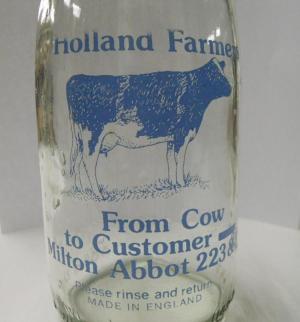 Holland Farmer
From Cow
to Customer
Milton Abbot 223
Please rinse and return
MADE IN ENGLAND